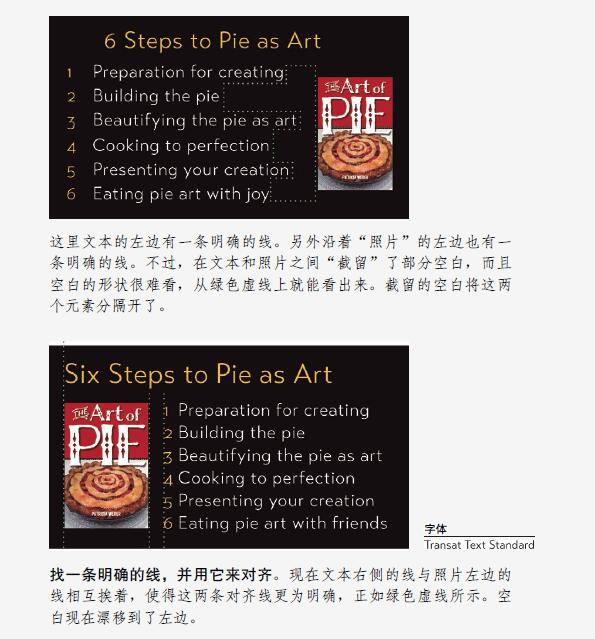 6 Steps to Pie as Art
1 Preparation for creating
2 Building the pie
3 Beautifying the pie as art
4 Cooking to perfection
5 Presenting your creation
6 Eating pie art with joy
THE Art of
PIE
PATRICIA WEBER
这里文本的左边有一条明确的线。另外沿着“照片”的左边也有一
条明确的线。不过，在文本和照片之间“截留”了部分空白，而且
空白的形状很难看，从绿色虚线上就能看出来。截留的空白将这两
个元素分隔开了。
Six Steps to Pie as Art
THE Art of
PIE
PATRICIA WEBER
1 Preparation for creating
2 Building the pie
3 Beautifying the pie as art
4 Cooking to perfection
5 Presenting your creation
6 Eating pie art with friends
字体
Transat Text Standard
找一条明确的线，并用它来对齐。现在文本右侧的线与照片左边的
线相互挨着，使得这两条对齐线更为明确，正如绿色虚线所示。空
白现在漂移到了左边。